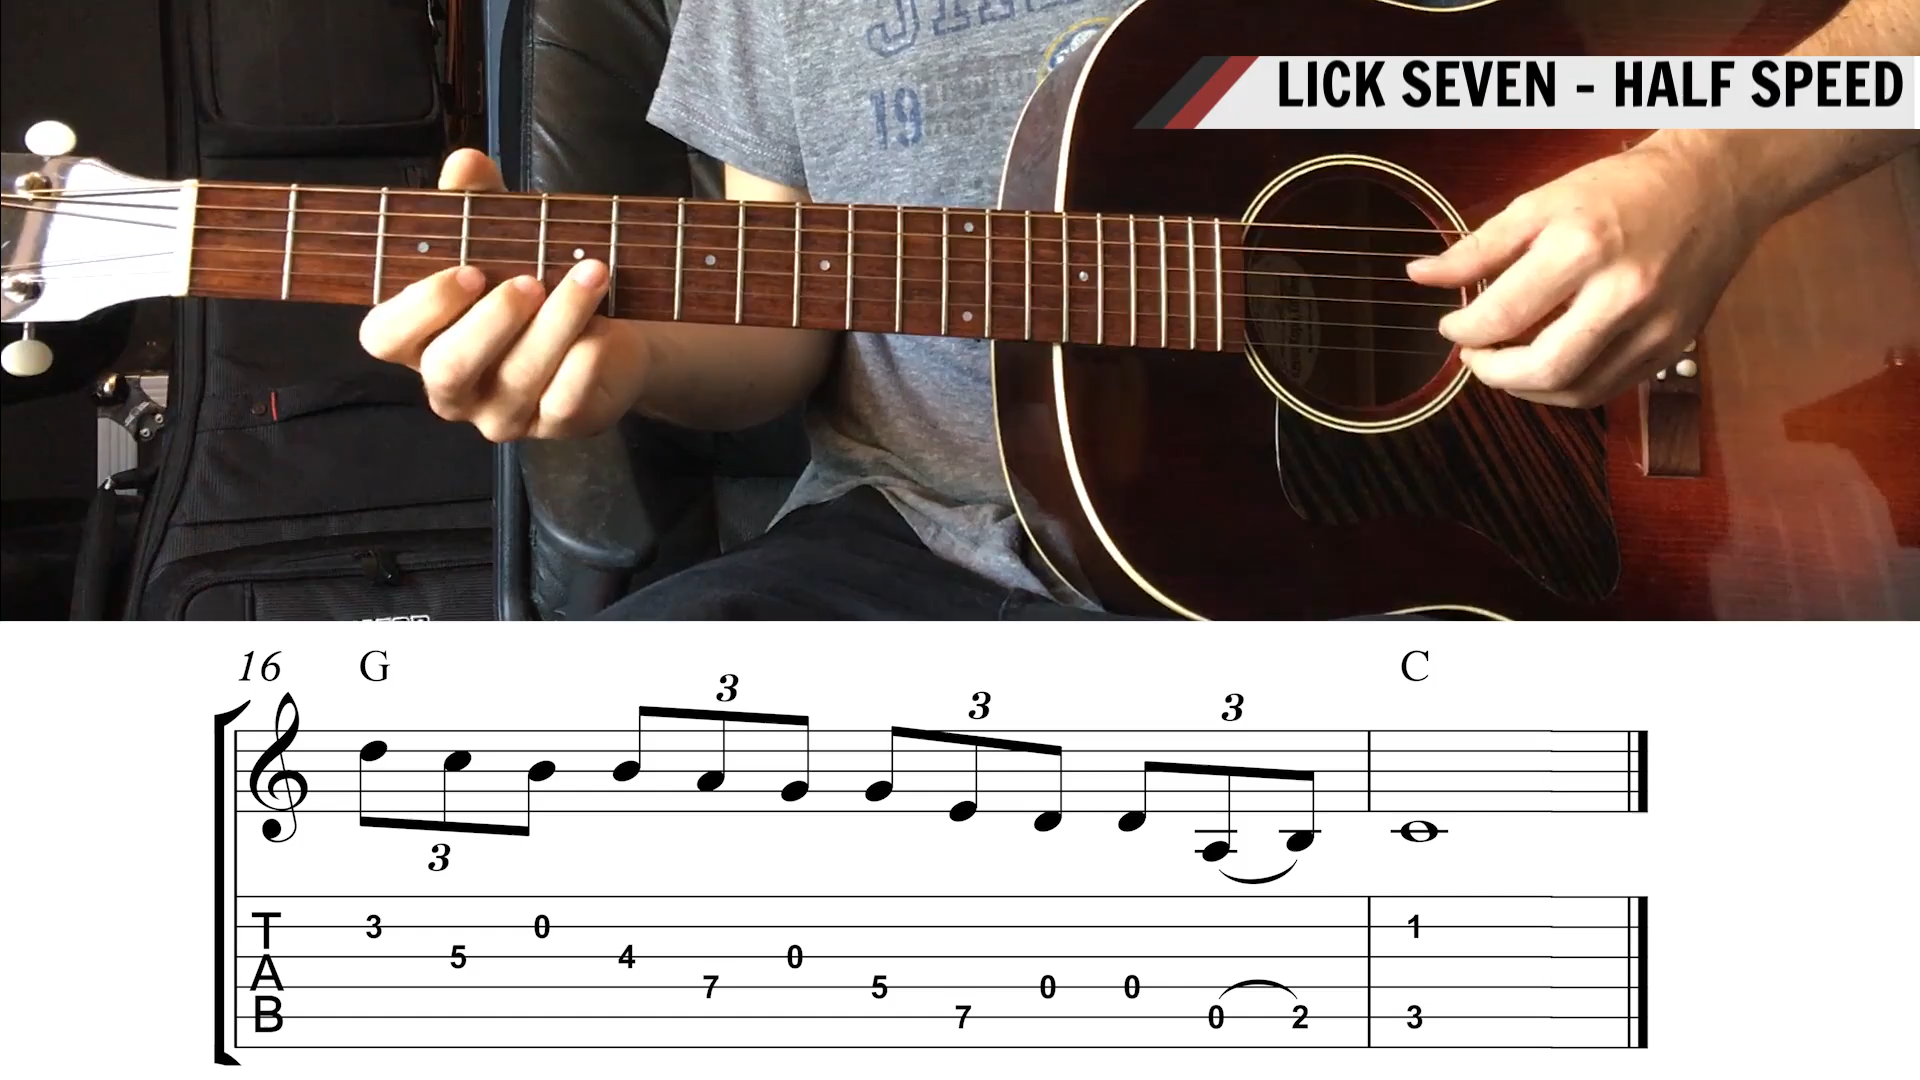 LICK SEVEN - HALF SPEED
19
16 G C
3 3 3
3
T 3 0 1
5 4 0
A 7 5 0 0
B 7 0 2 3